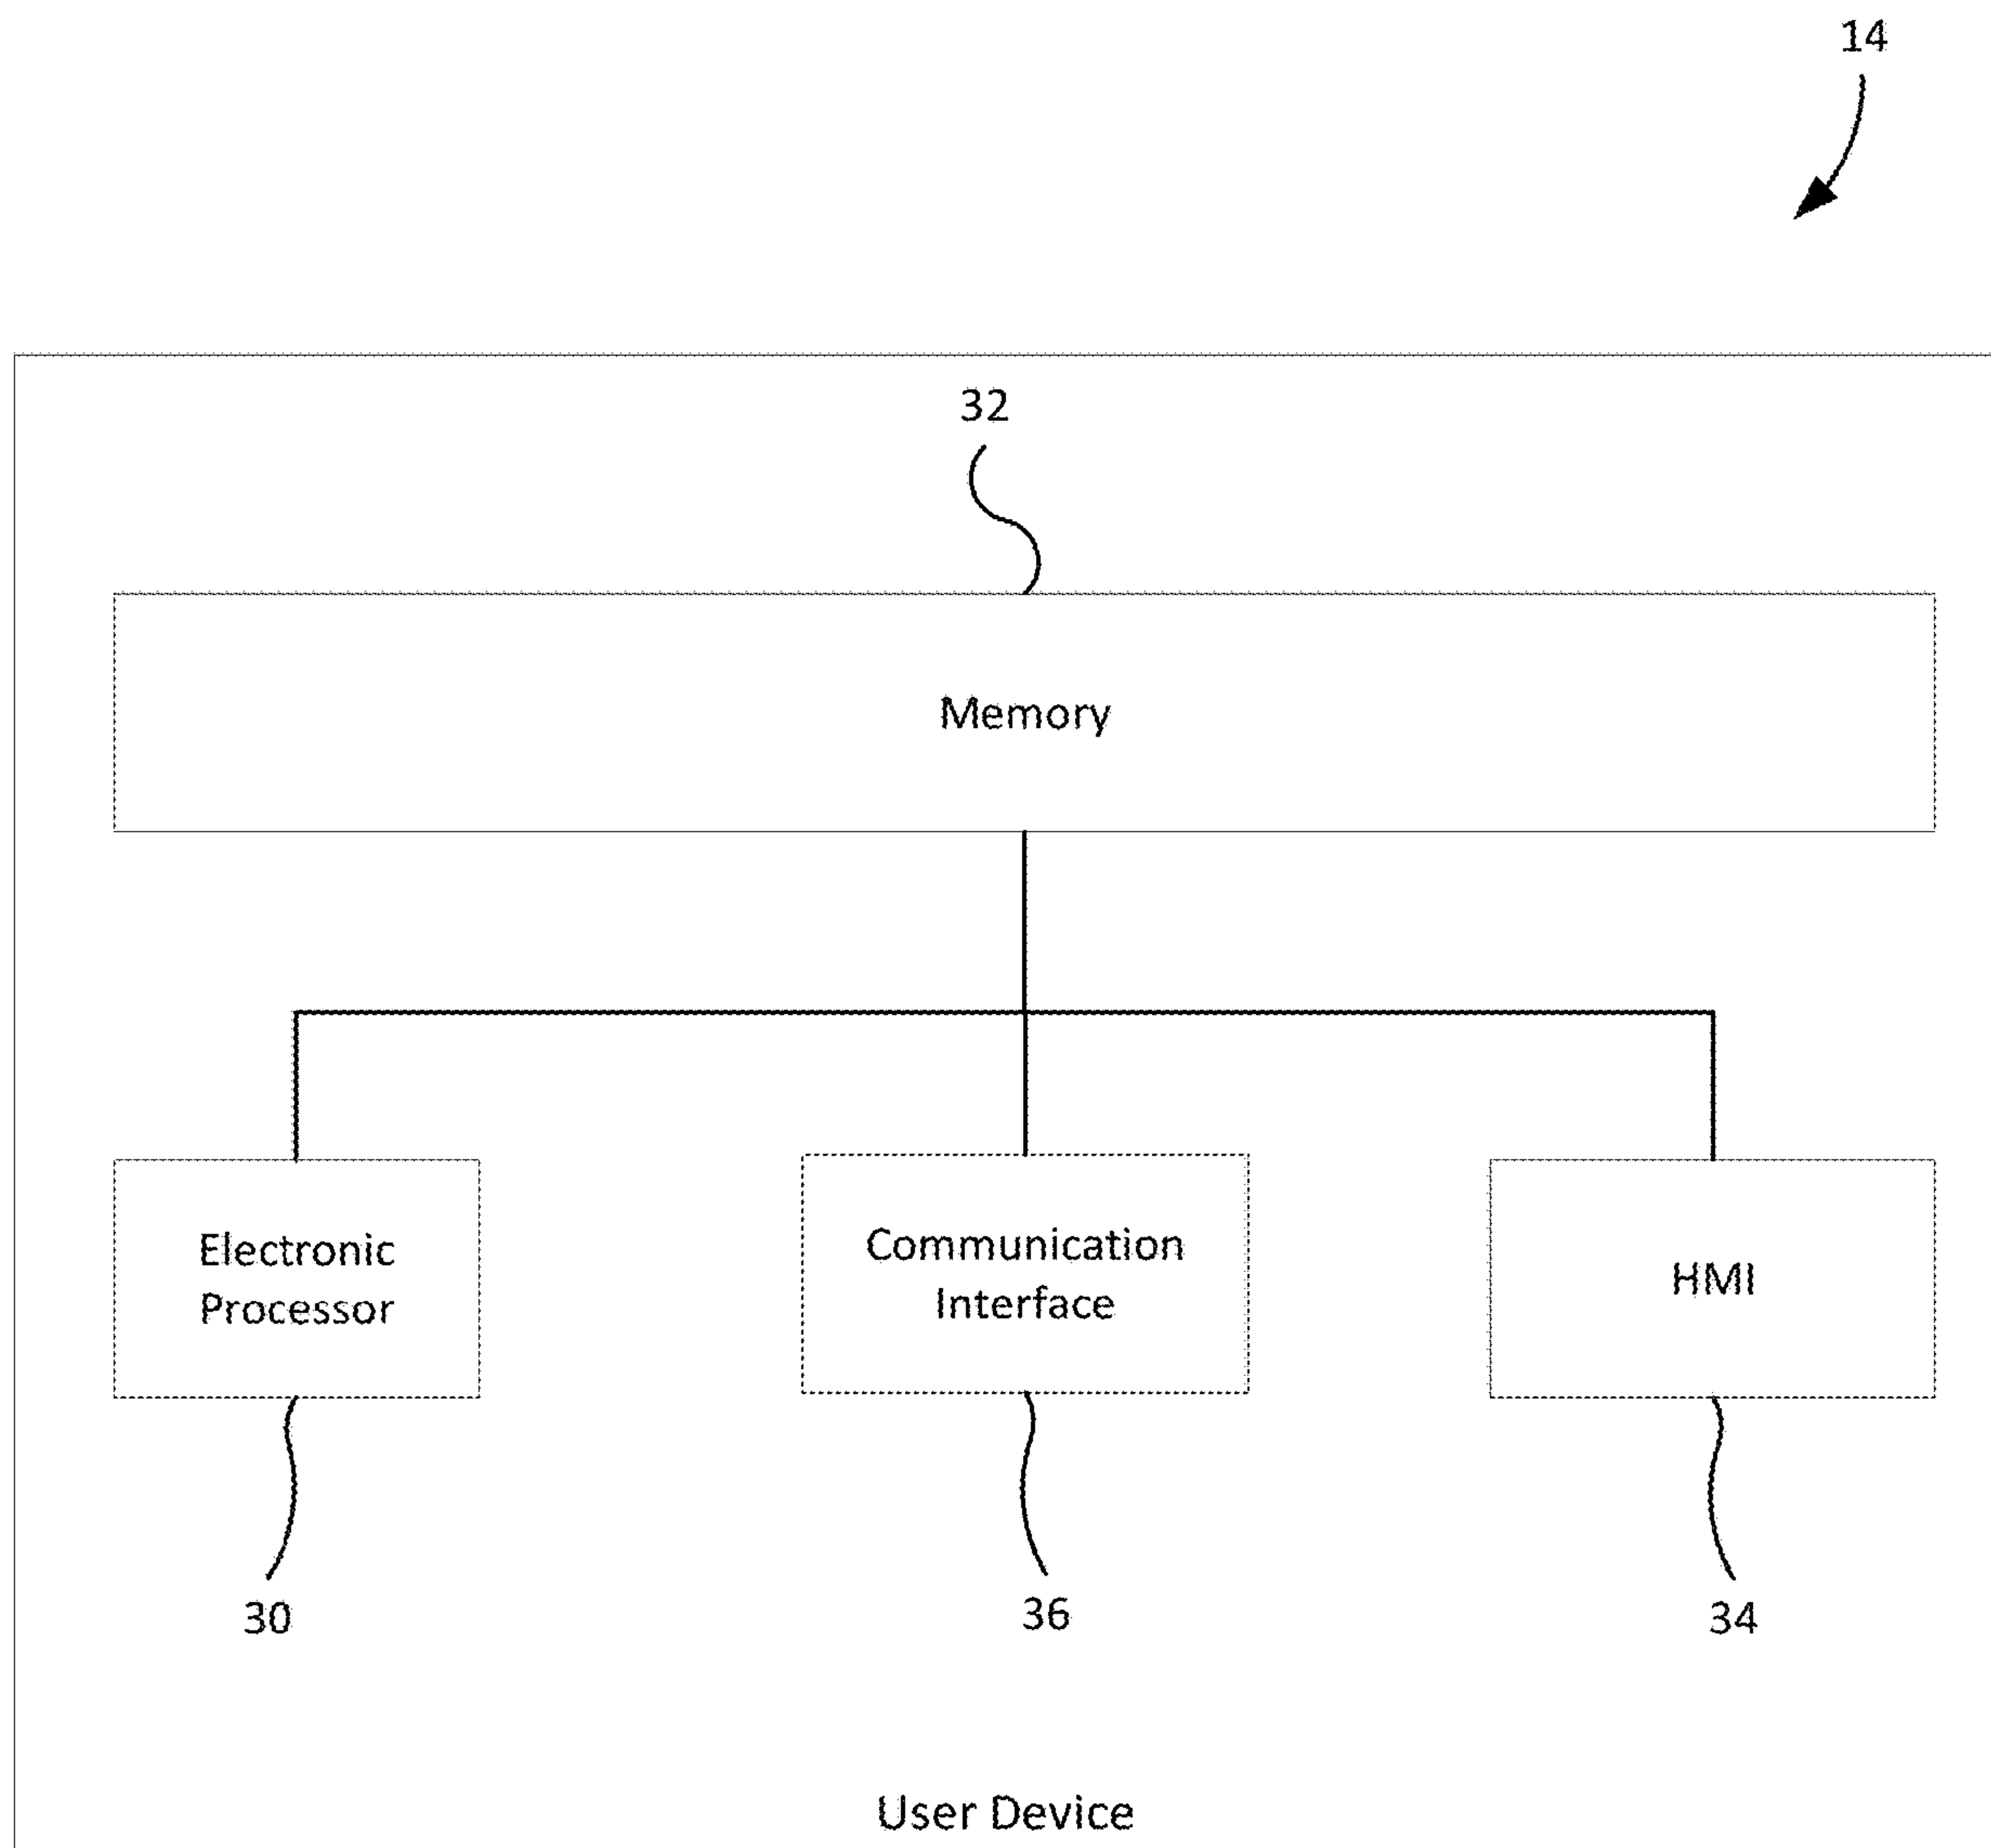 14
32
Memory
Electronic
Processor
Communication
Interface
HMI
30
36
34
User Device